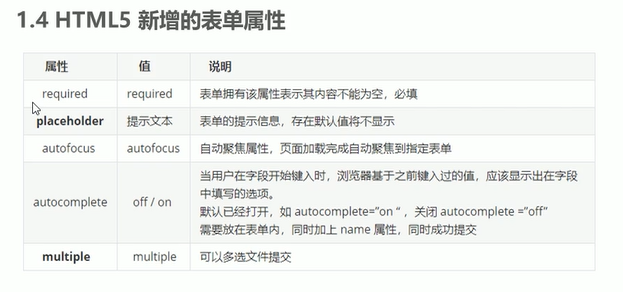 1.4 HTML5 新增的表单属性
属性 值 说明
required required 表单拥有该属性表示其内容不能为空，必填
placeholder 提示文本 表单的提示信息，存在默认值将不显示
autofocus autofocus 自动聚焦属性，页面加载完成自动聚焦到指定表单
autocomplete off / on 当用户在字段开始键入时，浏览器基于之前键入过的值，应该显示出在字段
中填写的选项。
默认已经打开，如 autocomplete="on “ ，关闭 autocomplete ="off"
需要放在表单内，同时加上 name 属性，同时成功提交
multiple multiple 可以多选文件提交